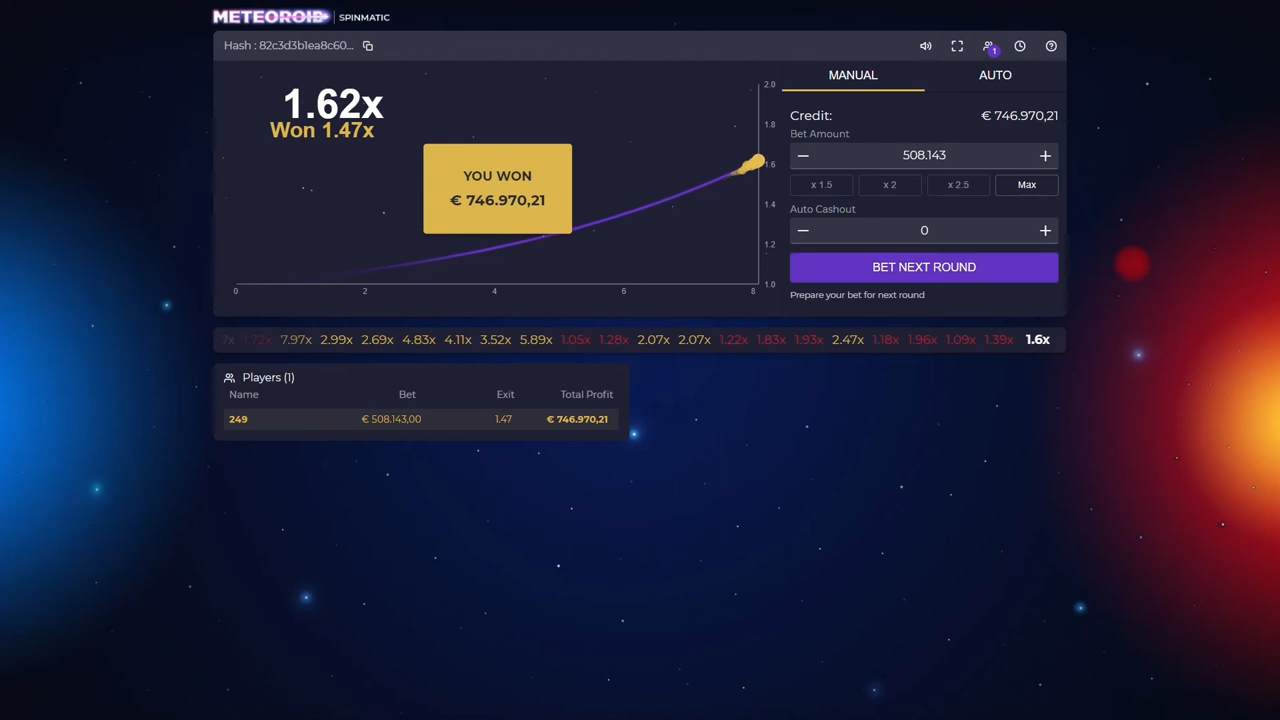 METEOROID SPINMATIC
Hash : 82c3d3b1ea8c60...
1
MANUAL AUTO
1.62x
Won 1.47x
YOU WON
€ 746.970,21
2.0
1.8
1.6
1.4
1.2
1.0
0 2 4 6 8
Credit: € 746.970,21
Bet Amount
− 508.143 +
x 1.5 x 2 x 2.5 Max
Auto Cashout
− 0 +
BET NEXT ROUND
Prepare your bet for next round
7x 1.72x 7.97x 2.99x 2.69x 4.83x 4.11x 3.52x 5.89x 1.05x 1.28x 2.07x 2.07x 1.22x 1.83x 1.93x 2.47x 1.18x 1.96x 1.09x 1.39x 1.6x
Players (1)
Name Bet Exit Total Profit
249 € 508.143,00 1.47 € 746.970,21